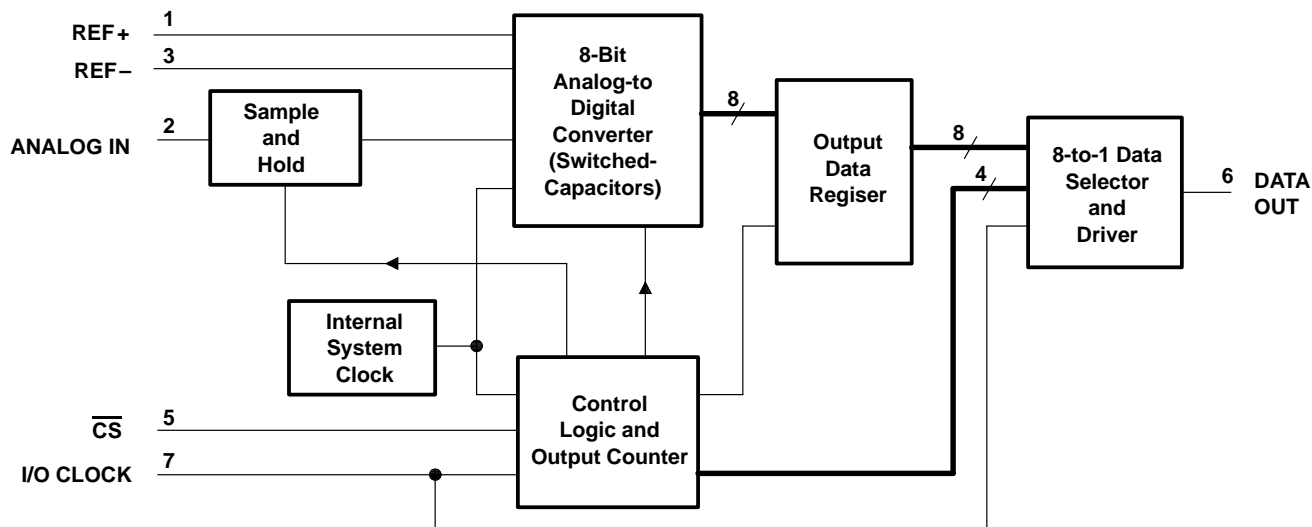 REF+
1
REF–
3
ANALOG IN
2
Sample
and
Hold
8-Bit
Analog-to
Digital
Converter
(Switched-
Capacitors)
8
Output
Data
Regiser
8
4
8-to-1 Data
Selector
and
Driver
6
DATA
OUT
Internal
System
Clock
Control
Logic and
Output Counter
CS
5
I/O CLOCK
7